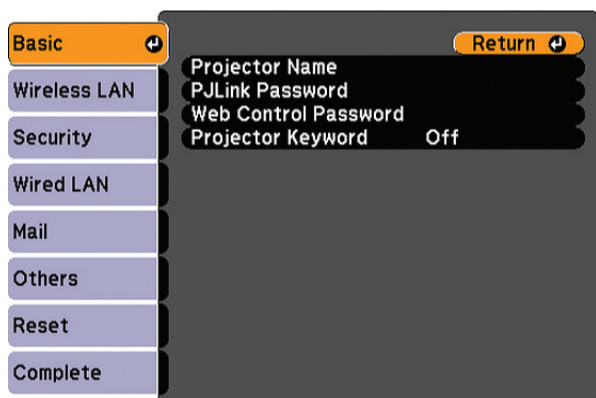 Basic
Wireless LAN
Security
Wired LAN
Mail
Others
Reset
Complete
Return
Projector Name
PJLink Password
Web Control Password
Projector Keyword Off